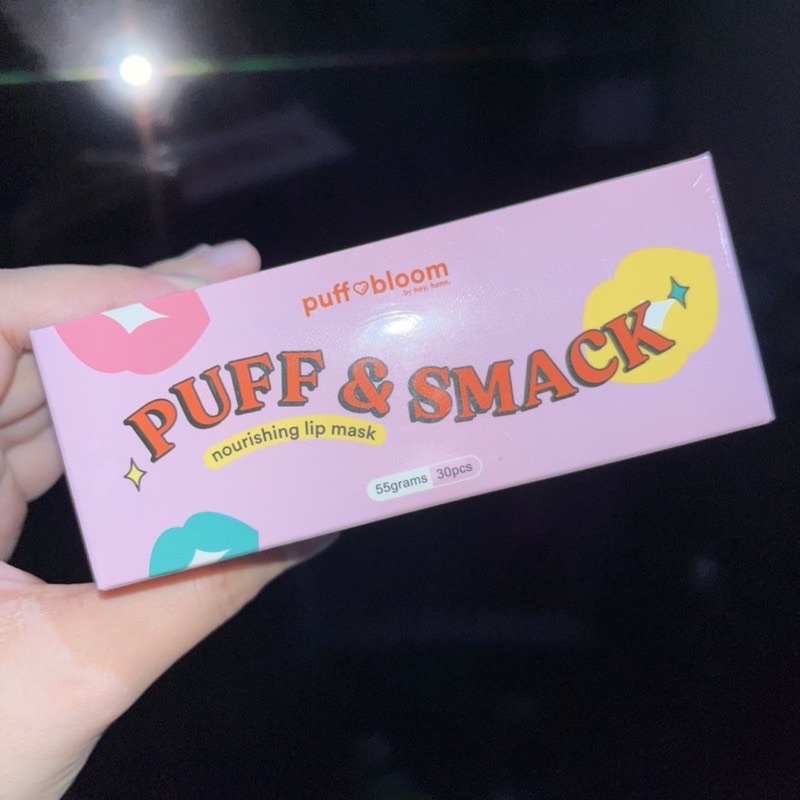 puff♡bloom
by hey, hann.
PUFF & SMACK
nourishing lip mask
55grams 30pcs